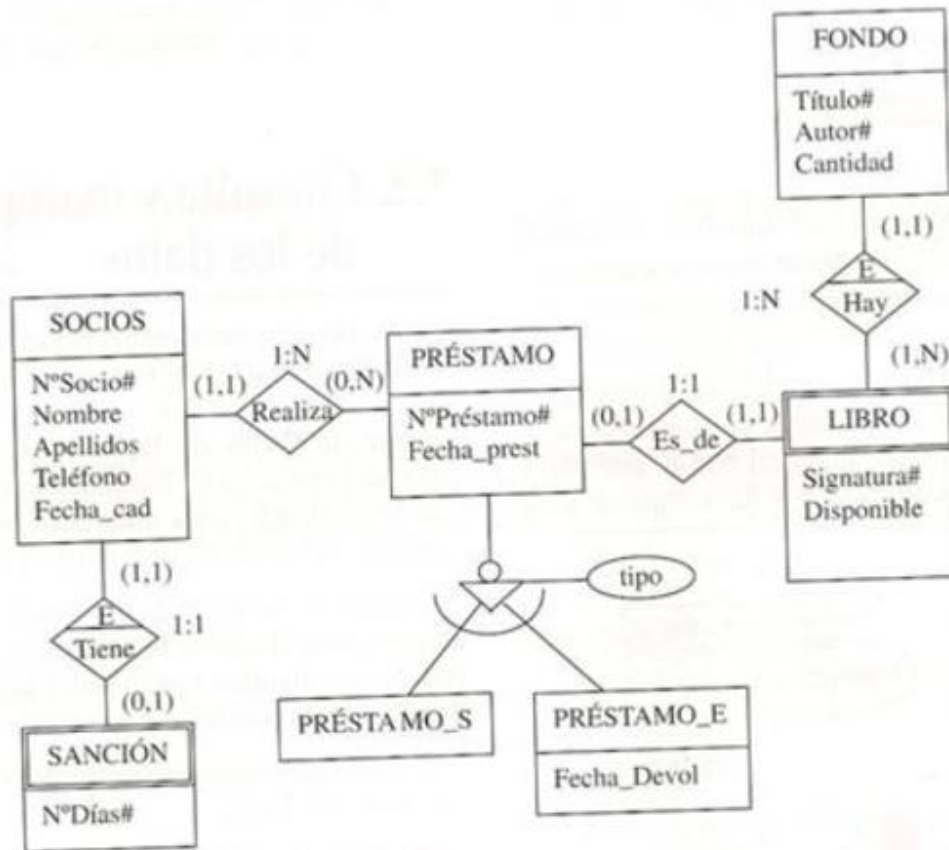 FONDO
Título#
Autor#
Cantidad
(1,1)
E
1:N
Hay
(1,N)
SOCIOS
NºSocio#
Nombre
Apellidos
Teléfono
Fecha_cad
1:N
(1,1)
(0,N)
Realiza
PRÉSTAMO
NºPréstamo#
Fecha_prest
1:1
(0,1)
(1,1)
Es_de
LIBRO
Signatura#
Disponible
(1,1)
E
1:1
Tiene
(0,1)
tipo
SANCIÓN
NºDías#
PRÉSTAMO_S
PRÉSTAMO_E
Fecha_Devol